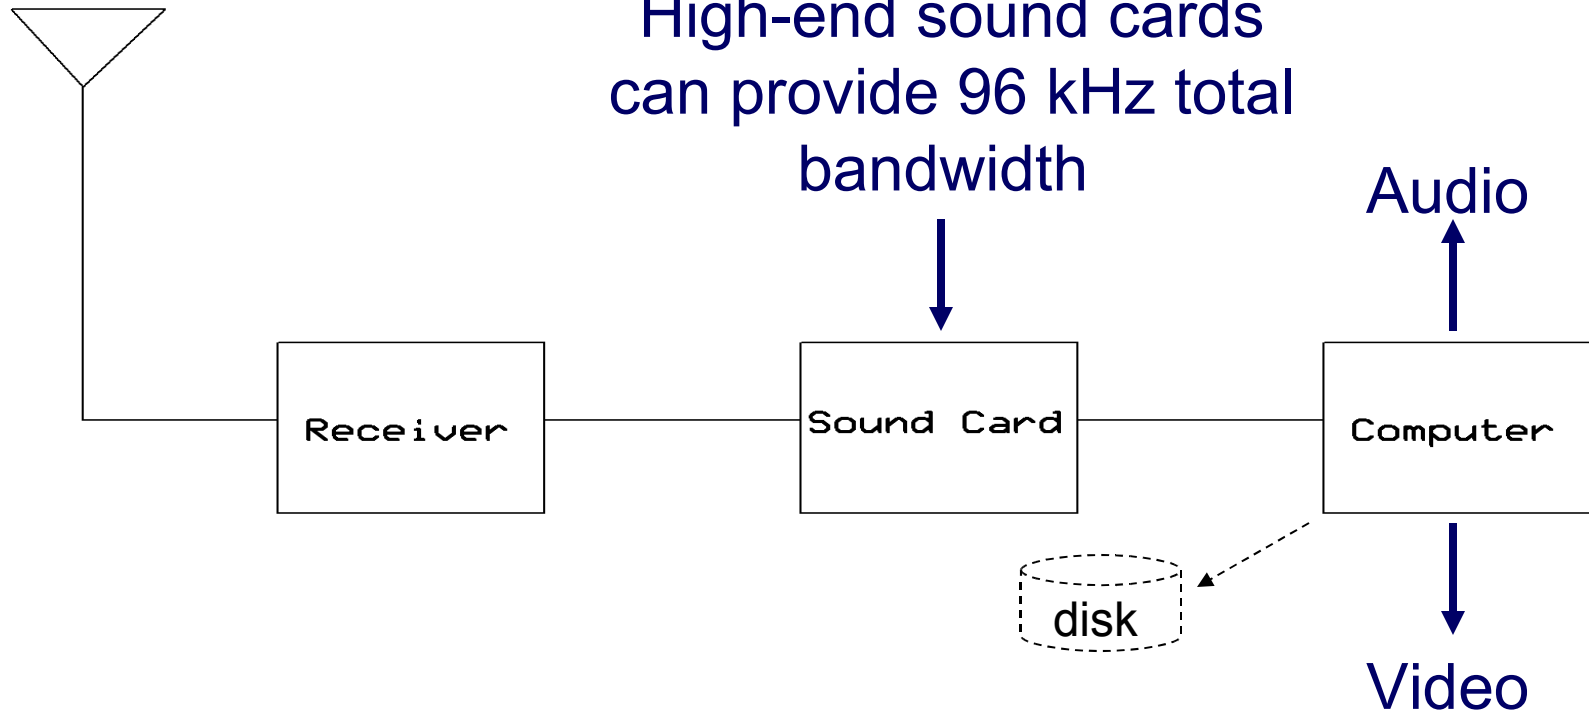 High-end sound cards
can provide 96 kHz total
bandwidth
Audio
Receiver
Sound Card
Computer
disk
Video